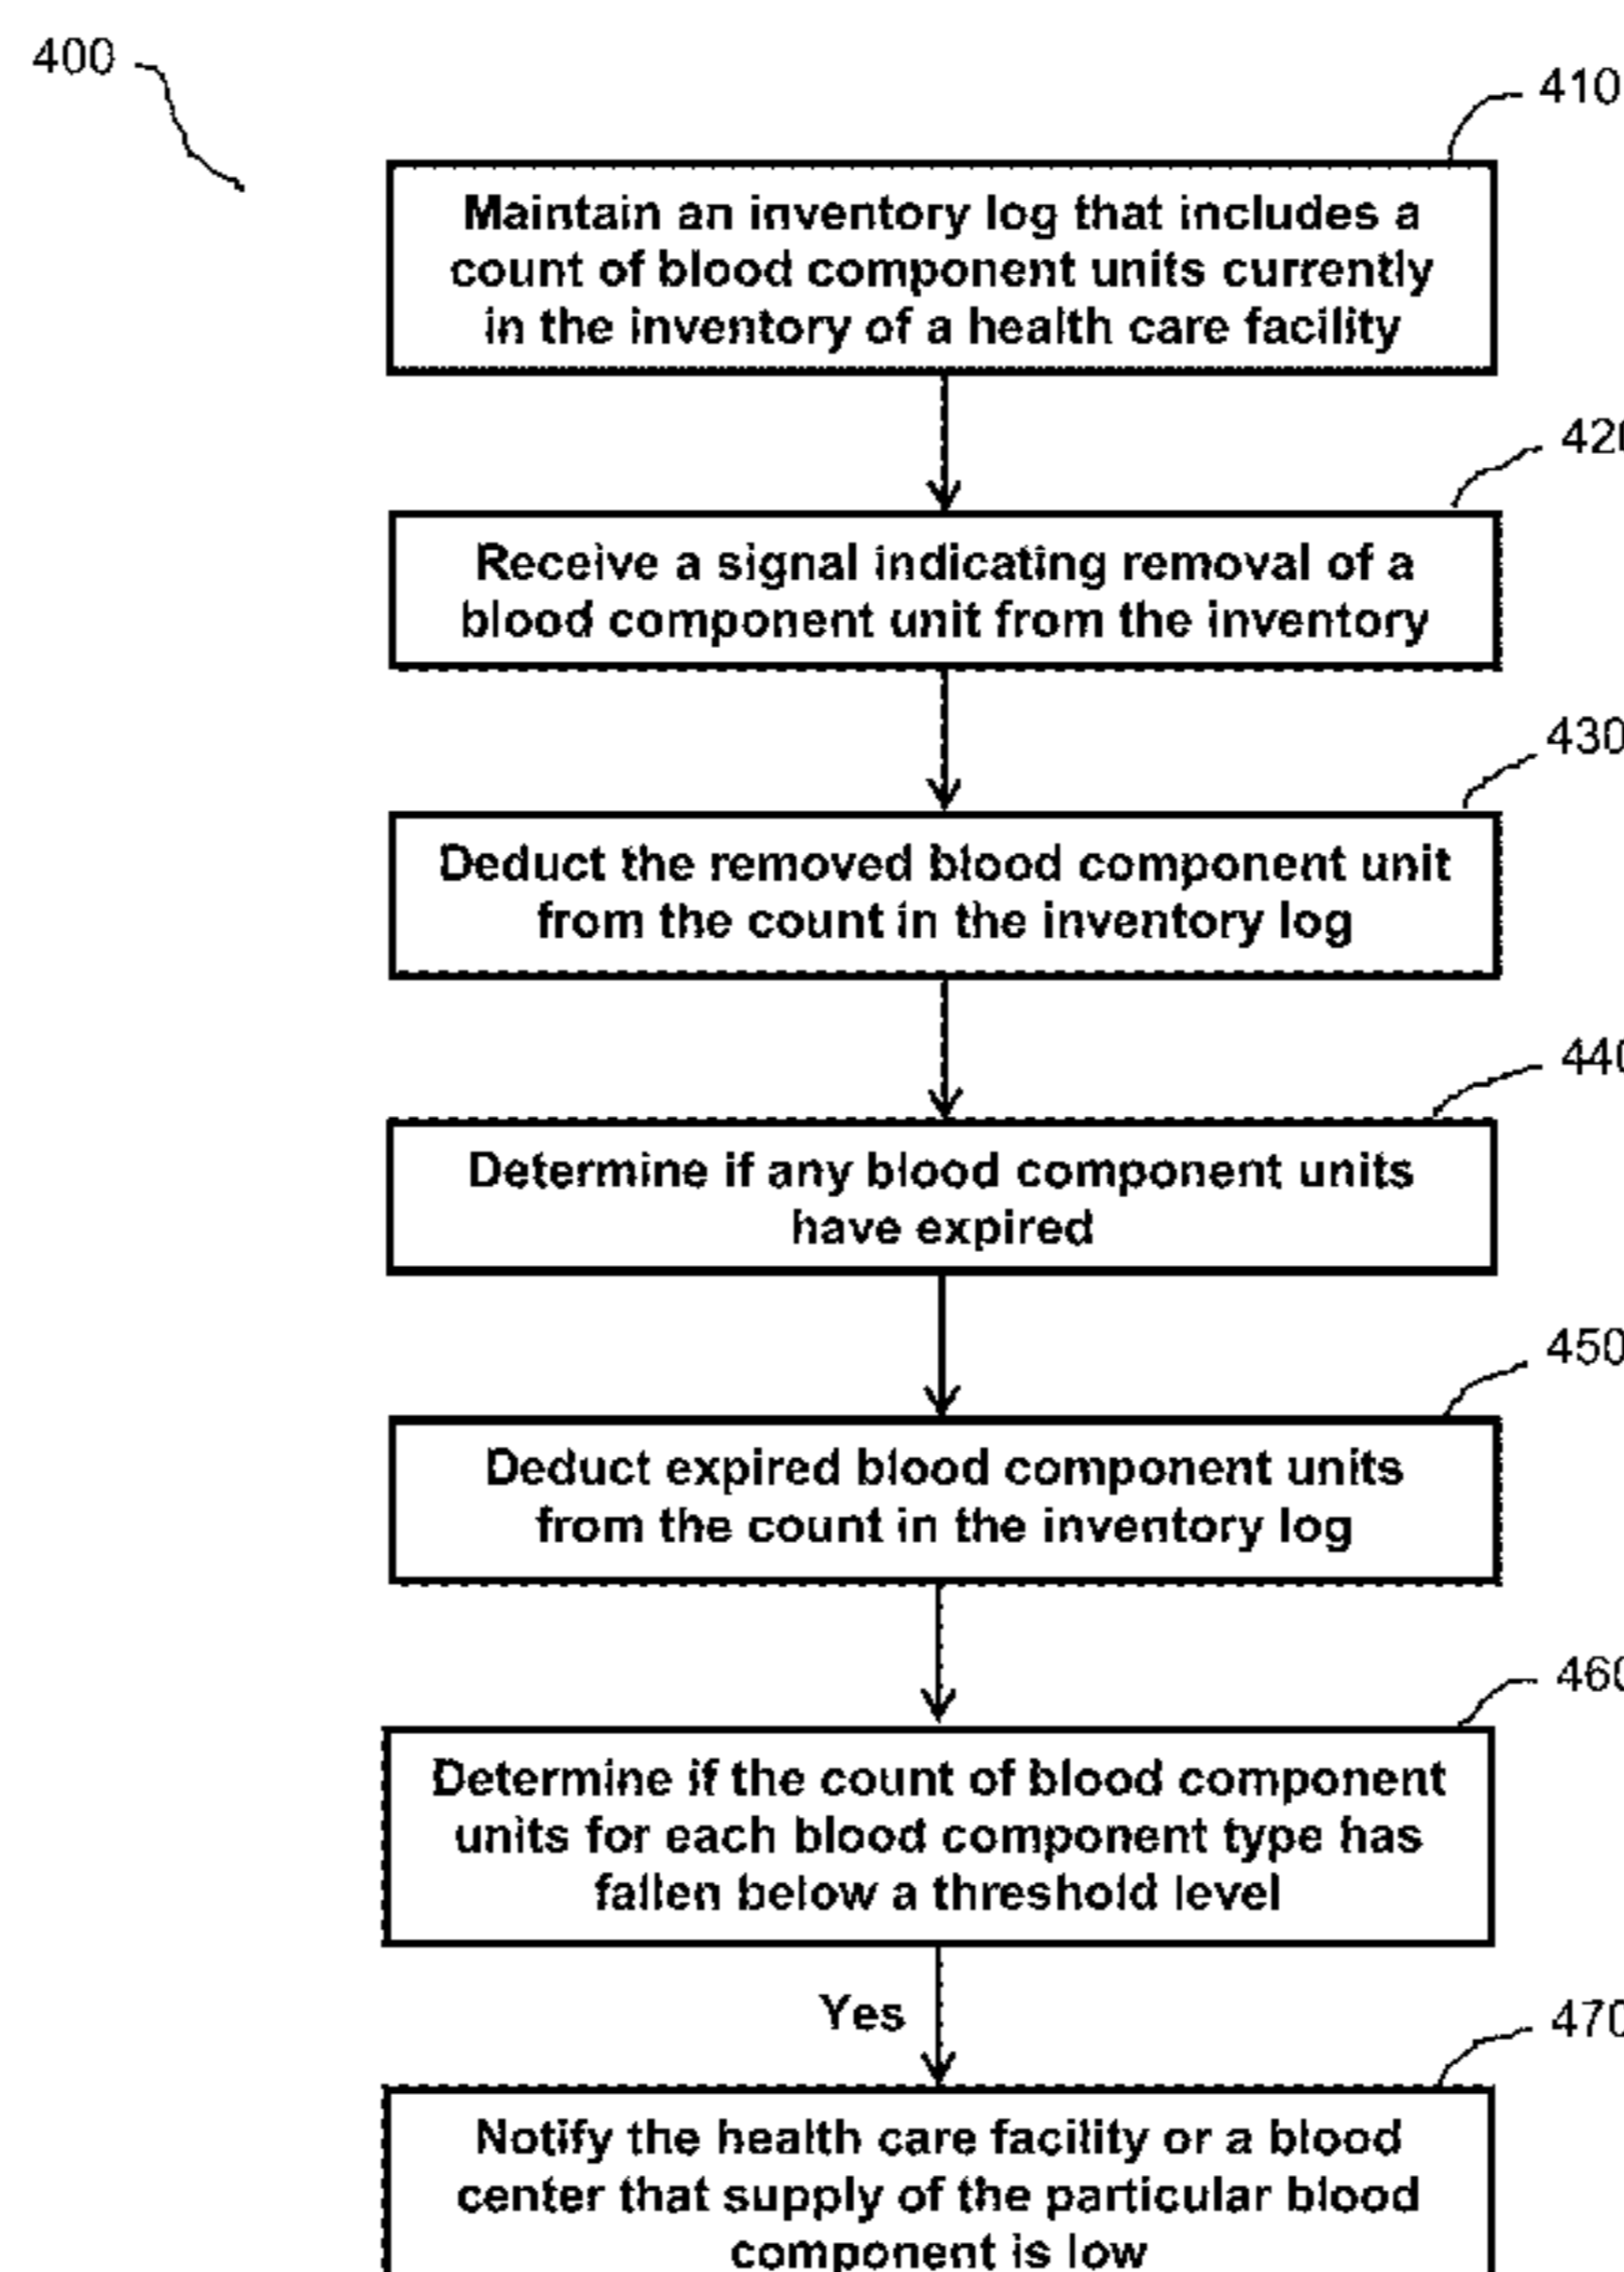 400
410
Maintain an inventory log that includes a
count of blood component units currently
in the inventory of a health care facility
420
Receive a signal indicating removal of a
blood component unit from the inventory
430
Deduct the removed blood component unit
from the count in the inventory log
440
Determine if any blood component units
have expired
450
Deduct expired blood component units
from the count in the inventory log
460
Determine if the count of blood component
units for each blood component type has
fallen below a threshold level
Yes
470
Notify the health care facility or a blood
center that supply of the particular blood
component is low